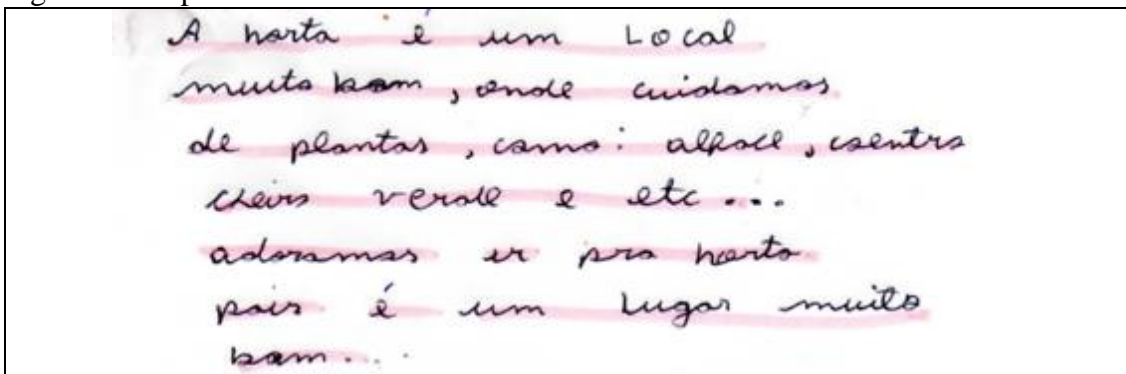 A horta é um Local
muito bom, onde cuidamos
de plantas, como: alface, coentro
cheiro verde e etc...
adoramos ir pra horta
pois é um Lugar muito
bom...